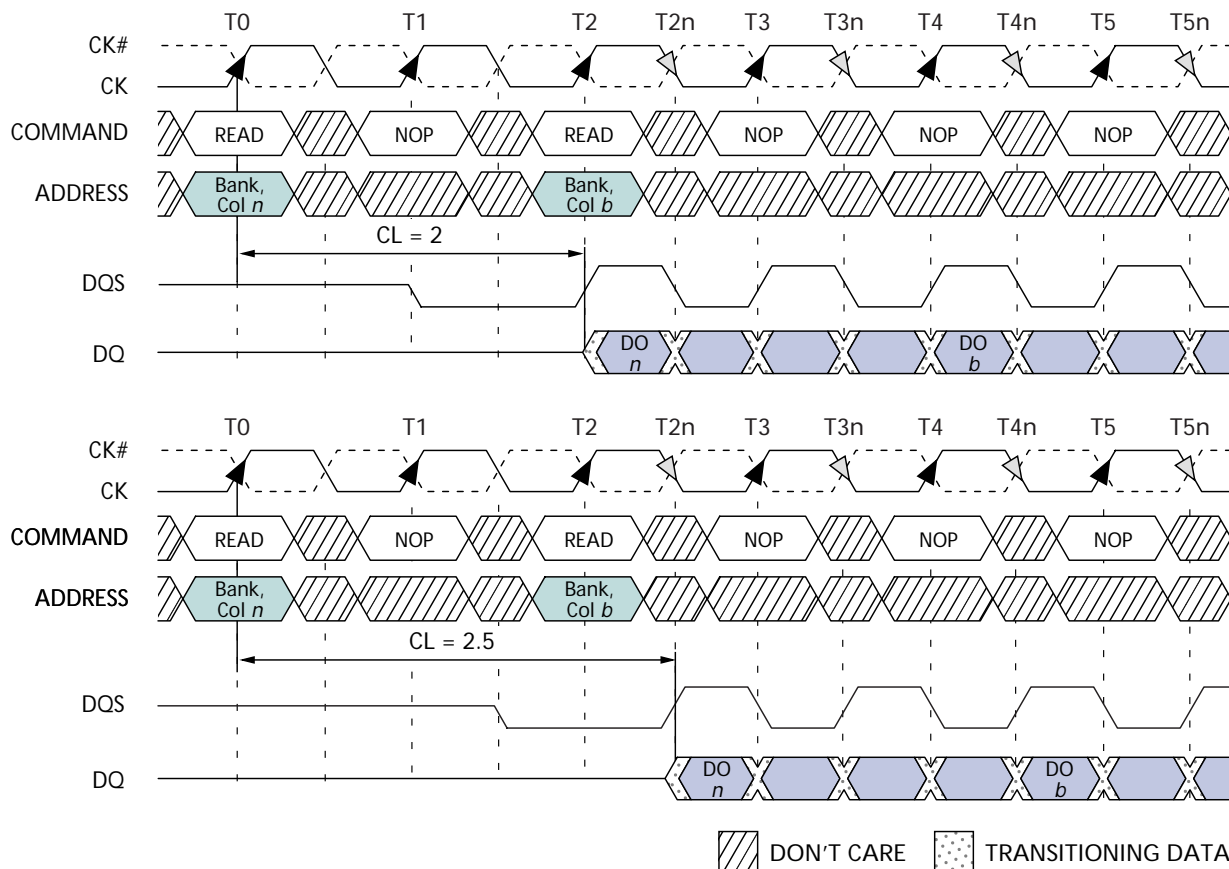 T0 T1 T2 T2n T3 T3n T4 T4n T5 T5n
CK#
CK
COMMAND READ NOP READ NOP NOP NOP
ADDRESS Bank, Col n Bank, Col b
CL = 2
DQS
DQ DO n DO b
T0 T1 T2 T2n T3 T3n T4 T4n T5 T5n
CK#
CK
COMMAND READ NOP READ NOP NOP NOP
ADDRESS Bank, Col n Bank, Col b
CL = 2.5
DQS
DQ DO n DO b
DON'T CARE TRANSITIONING DATA